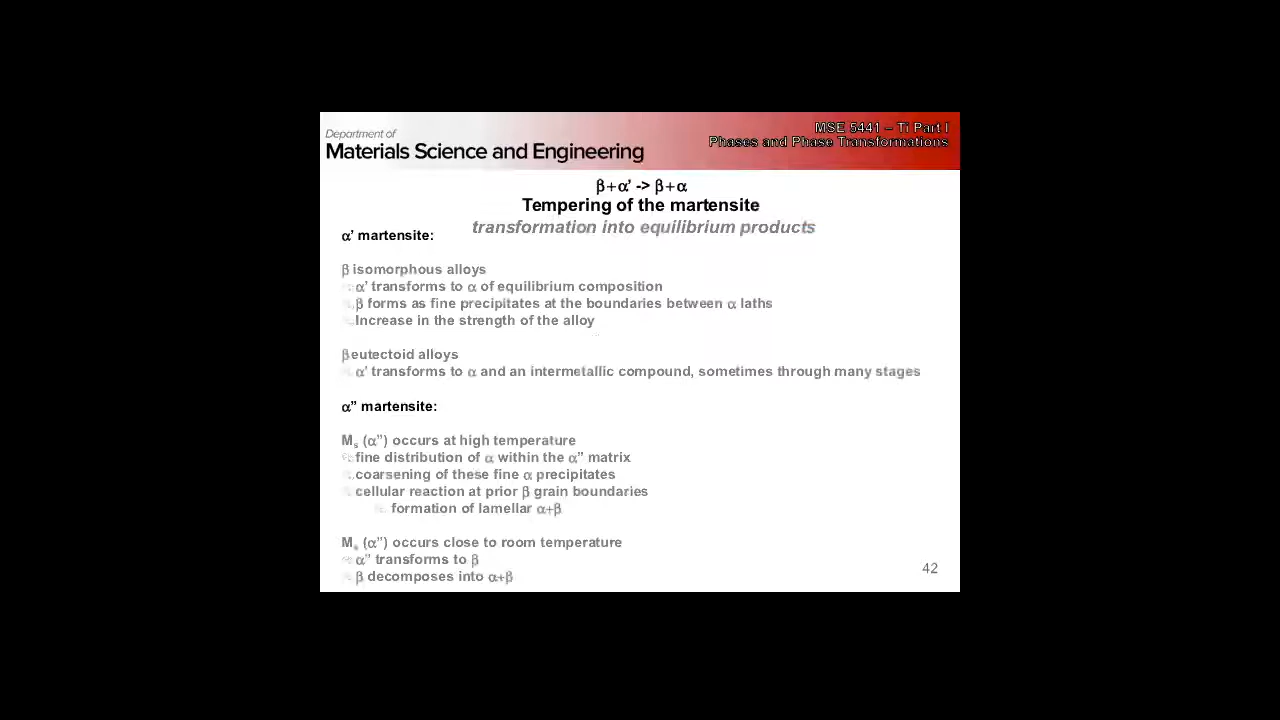 Department of
Materials Science and Engineering
MSE 5441 – Ti Part I
Phases and Phase Transformations
β+α’ -> β+α
Tempering of the martensite
transformation into equilibrium products
α’ martensite:
β isomorphous alloys
α’ transforms to α of equilibrium composition
β forms as fine precipitates at the boundaries between α laths
Increase in the strength of the alloy
β eutectoid alloys
α’ transforms to α and an intermetallic compound, sometimes through many stages
α” martensite:
Ms (α”) occurs at high temperature
fine distribution of α within the α” matrix
coarsening of these fine α precipitates
cellular reaction at prior β grain boundaries
formation of lamellar α+β
Ms (α”) occurs close to room temperature
α” transforms to β
β decomposes into α+β
42